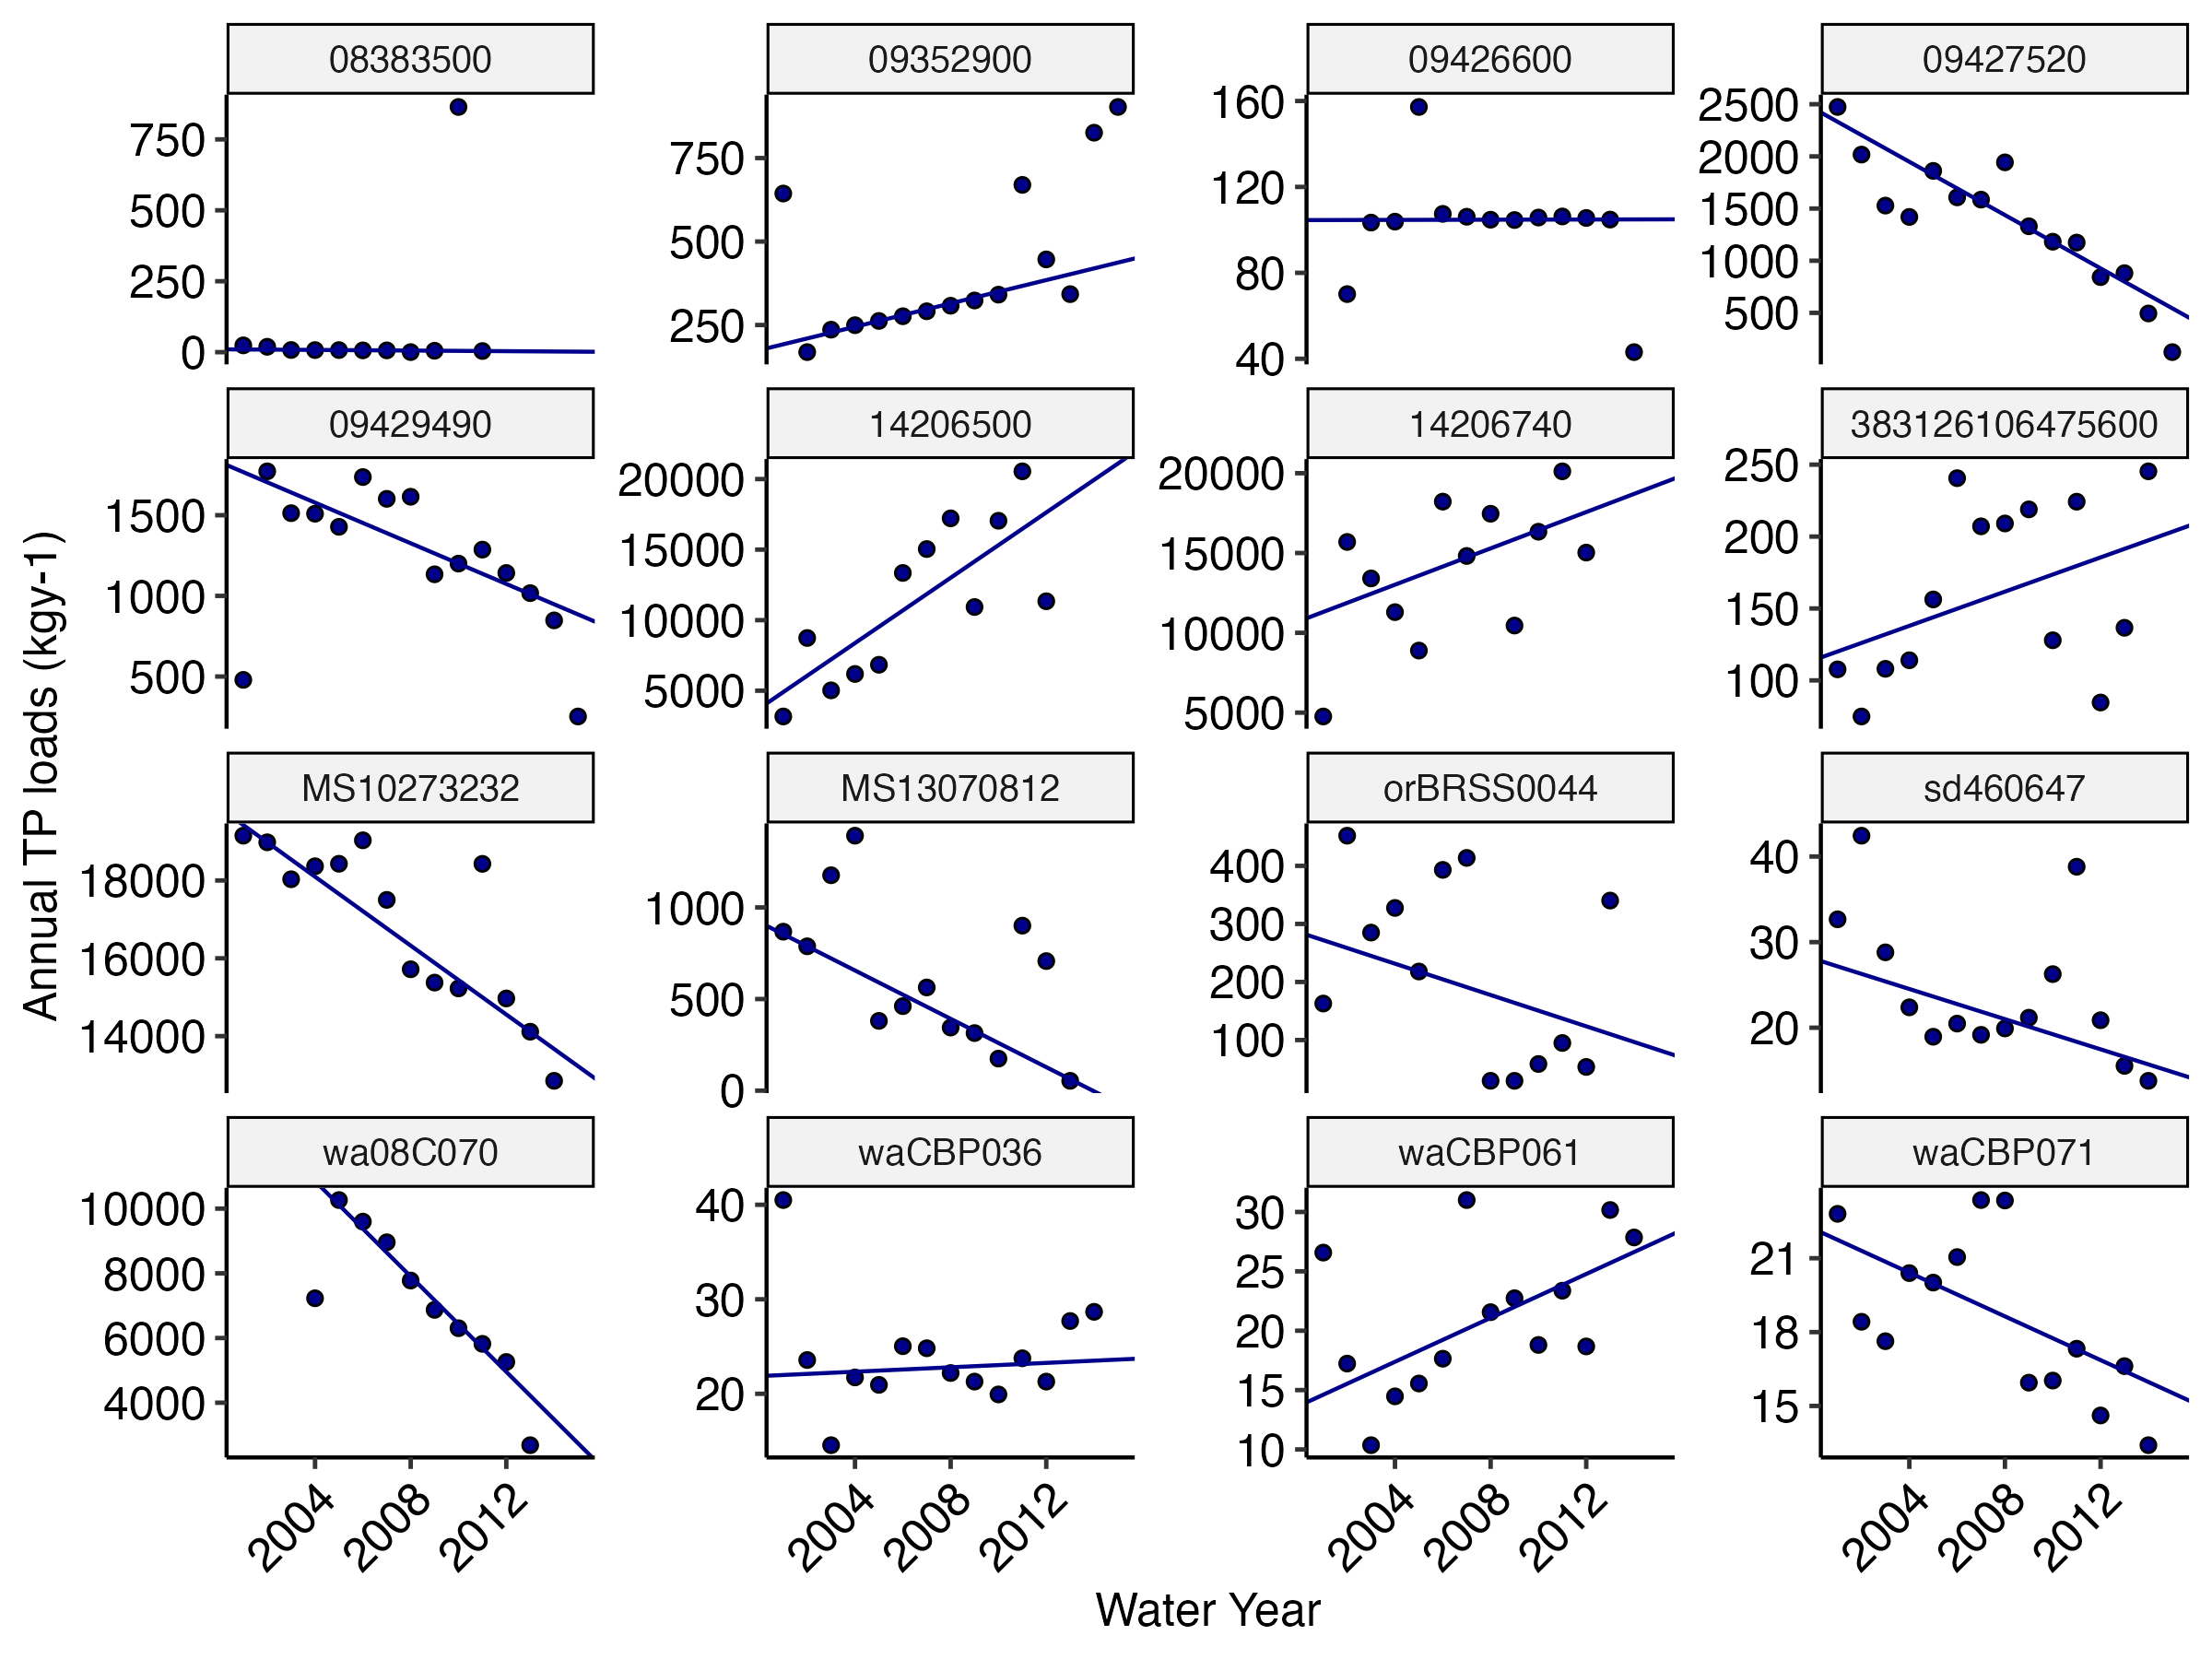 08383500 09352900 09426600 09427520
750 500 250 0
750 500 250
160 120 80 40
2500 2000 1500 1000 500
09429490 14206500 14206740 383126106475600
1500 1000 500
20000 15000 10000 5000
20000 15000 10000 5000
250 200 150 100
MS10273232 MS13070812 orBRSS0044 sd460647
18000 16000 14000
1000 500 0
400 300 200 100
40 30 20
wa08C070 waCBP036 waCBP061 waCBP071
10000 8000 6000 4000
40 30 20
30 25 20 15 10
21 18 15
2004 2008 2012 2004 2008 2012 2004 2008 2012 2004 2008 2012
Water Year
Annual TP loads (kgy-1)